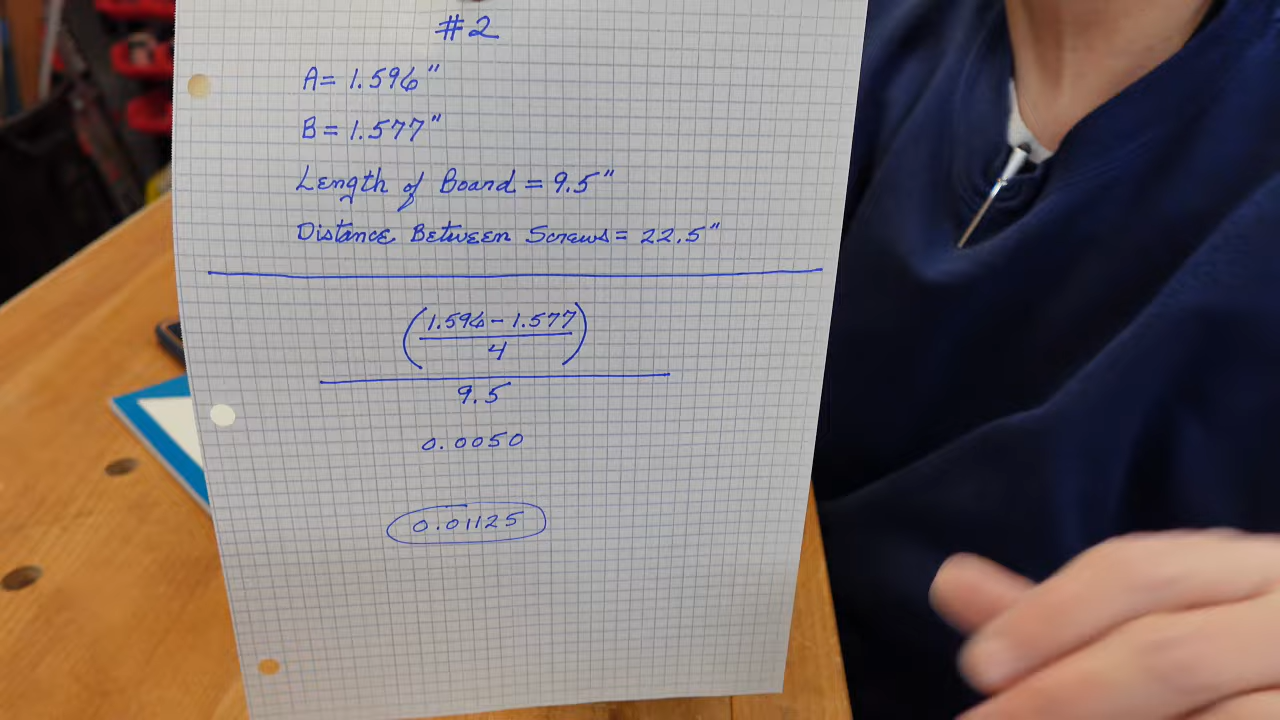 #2
A= 1.596"
B= 1.577"
Length of Board = 9.5"
Distance Between Screws= 22.5"
(1.596-1.577
4)
9.5
0.0050
0.01125